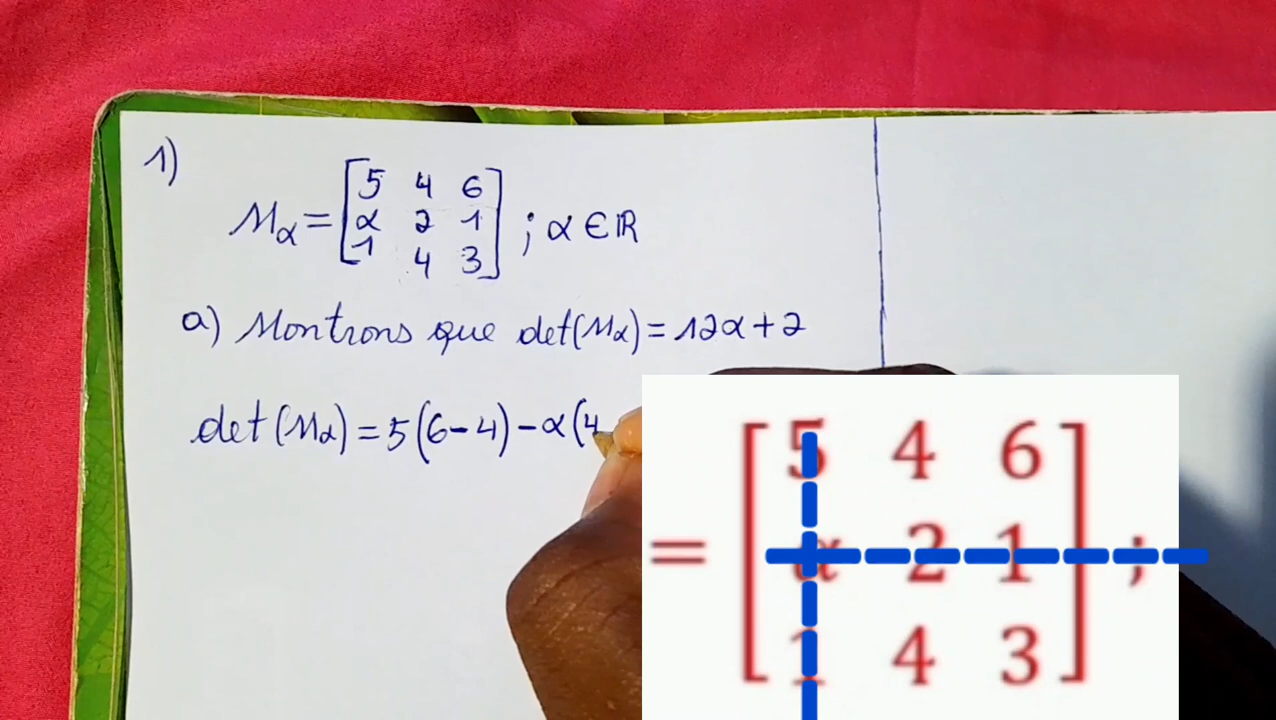 1)
Mα = [5 4 6
α 2 1
1 4 3] ; α ∈ ℝ
a) Montrons que det(Mα) = 12α + 2
det(Mα) = 5(6 - 4) - α(4
= [5 4 6
α 2 1
1 4 3] ;